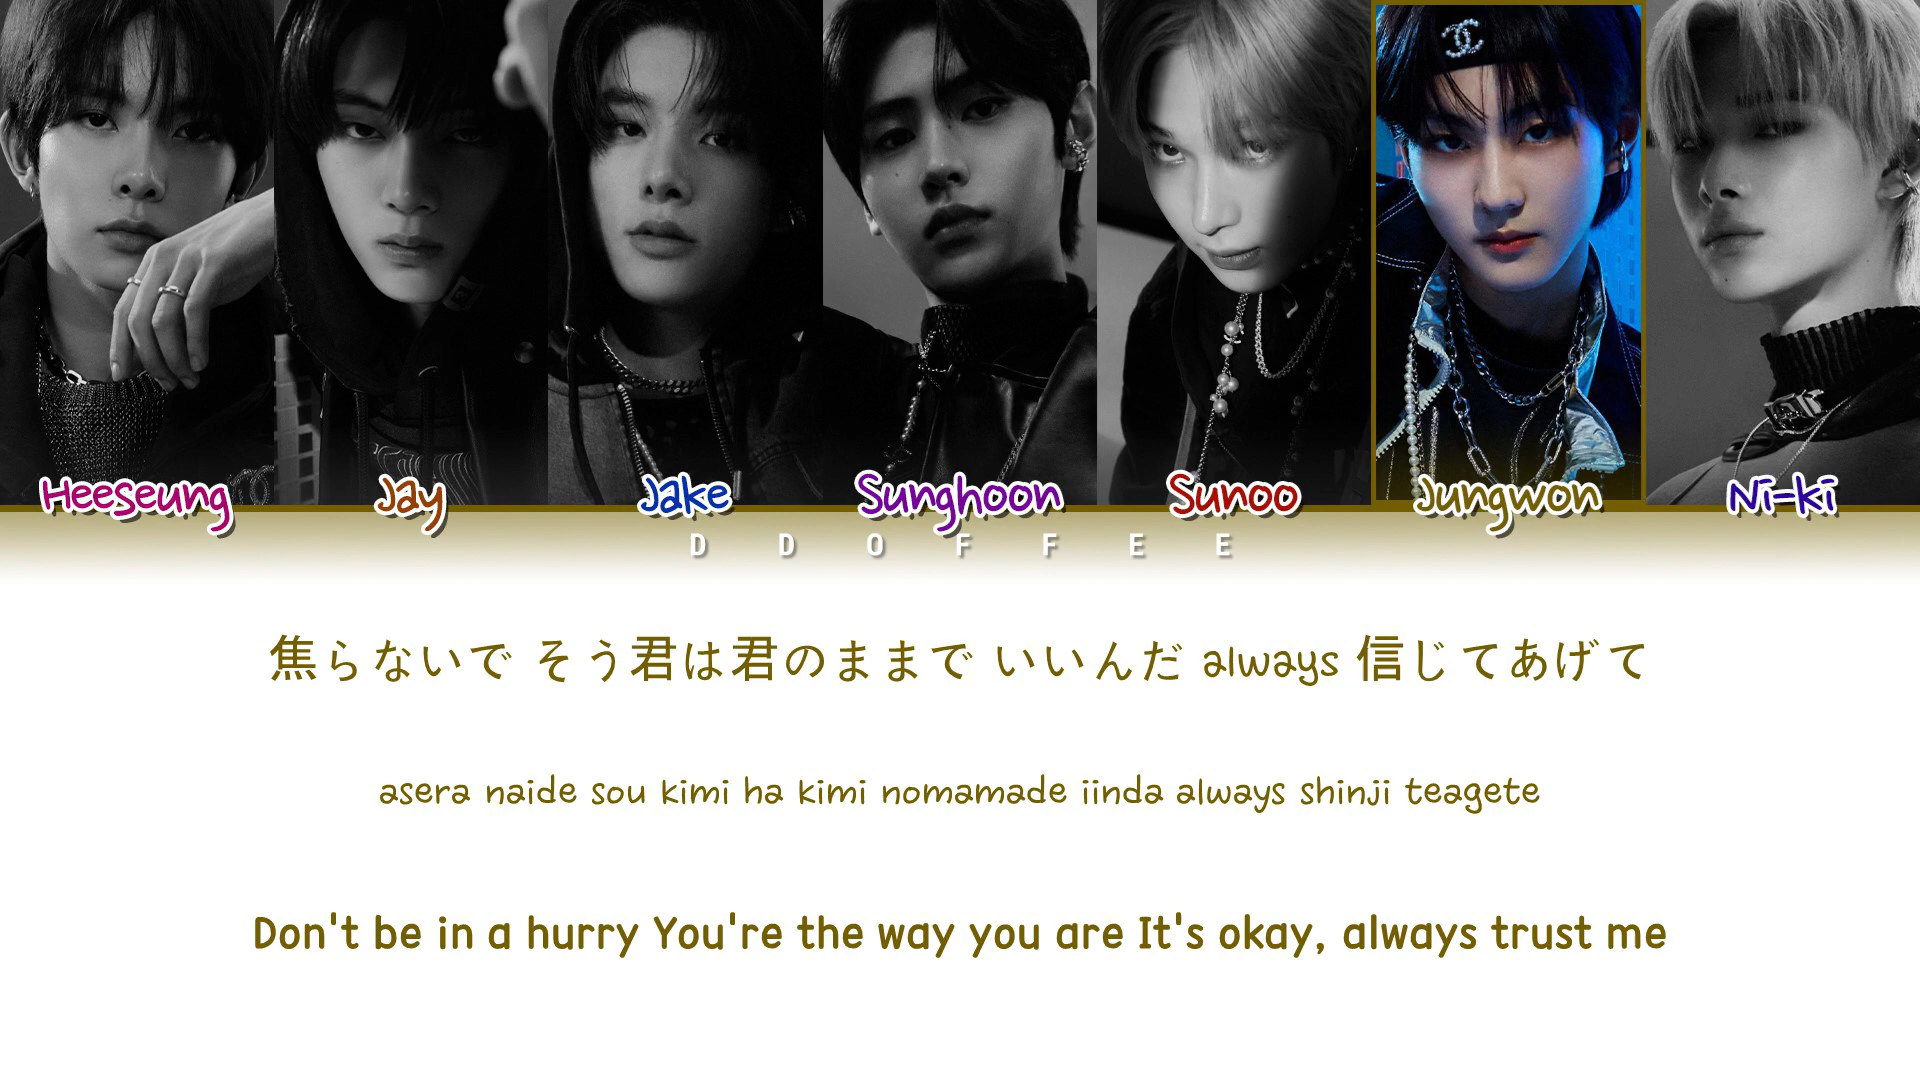 Heeseung Jay Jake Sunghoon Sunoo Jungwon Ni-ki
DDOFFEE
焦らないで そう君は君のままで いいんだ always 信じてあげて
asera naide sou kimi ha kimi nomamade iinda always shinji teagete
Don't be in a hurry You're the way you are It's okay, always trust me